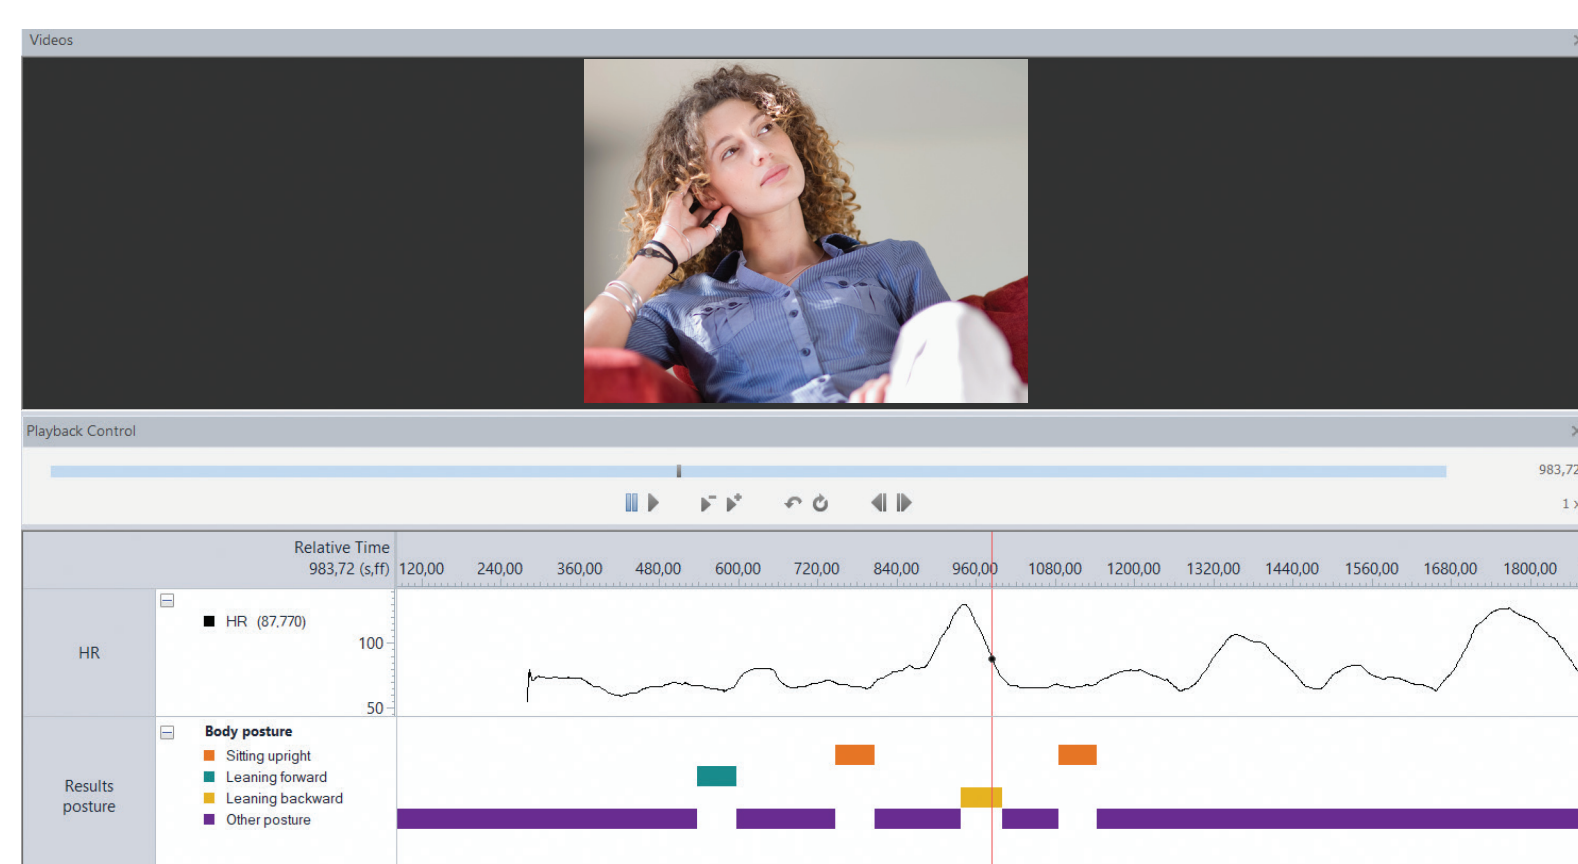 Videos
Playback Control
983,72
1 x
Relative Time
983,72 (s,ff)
120,00 240,00 360,00 480,00 600,00 720,00 840,00 960,00 1080,00 1200,00 1320,00 1440,00 1560,00 1680,00 1800,00
HR
HR (87,770)
100
50
Results
posture
Body posture
Sitting upright
Leaning forward
Leaning backward
Other posture